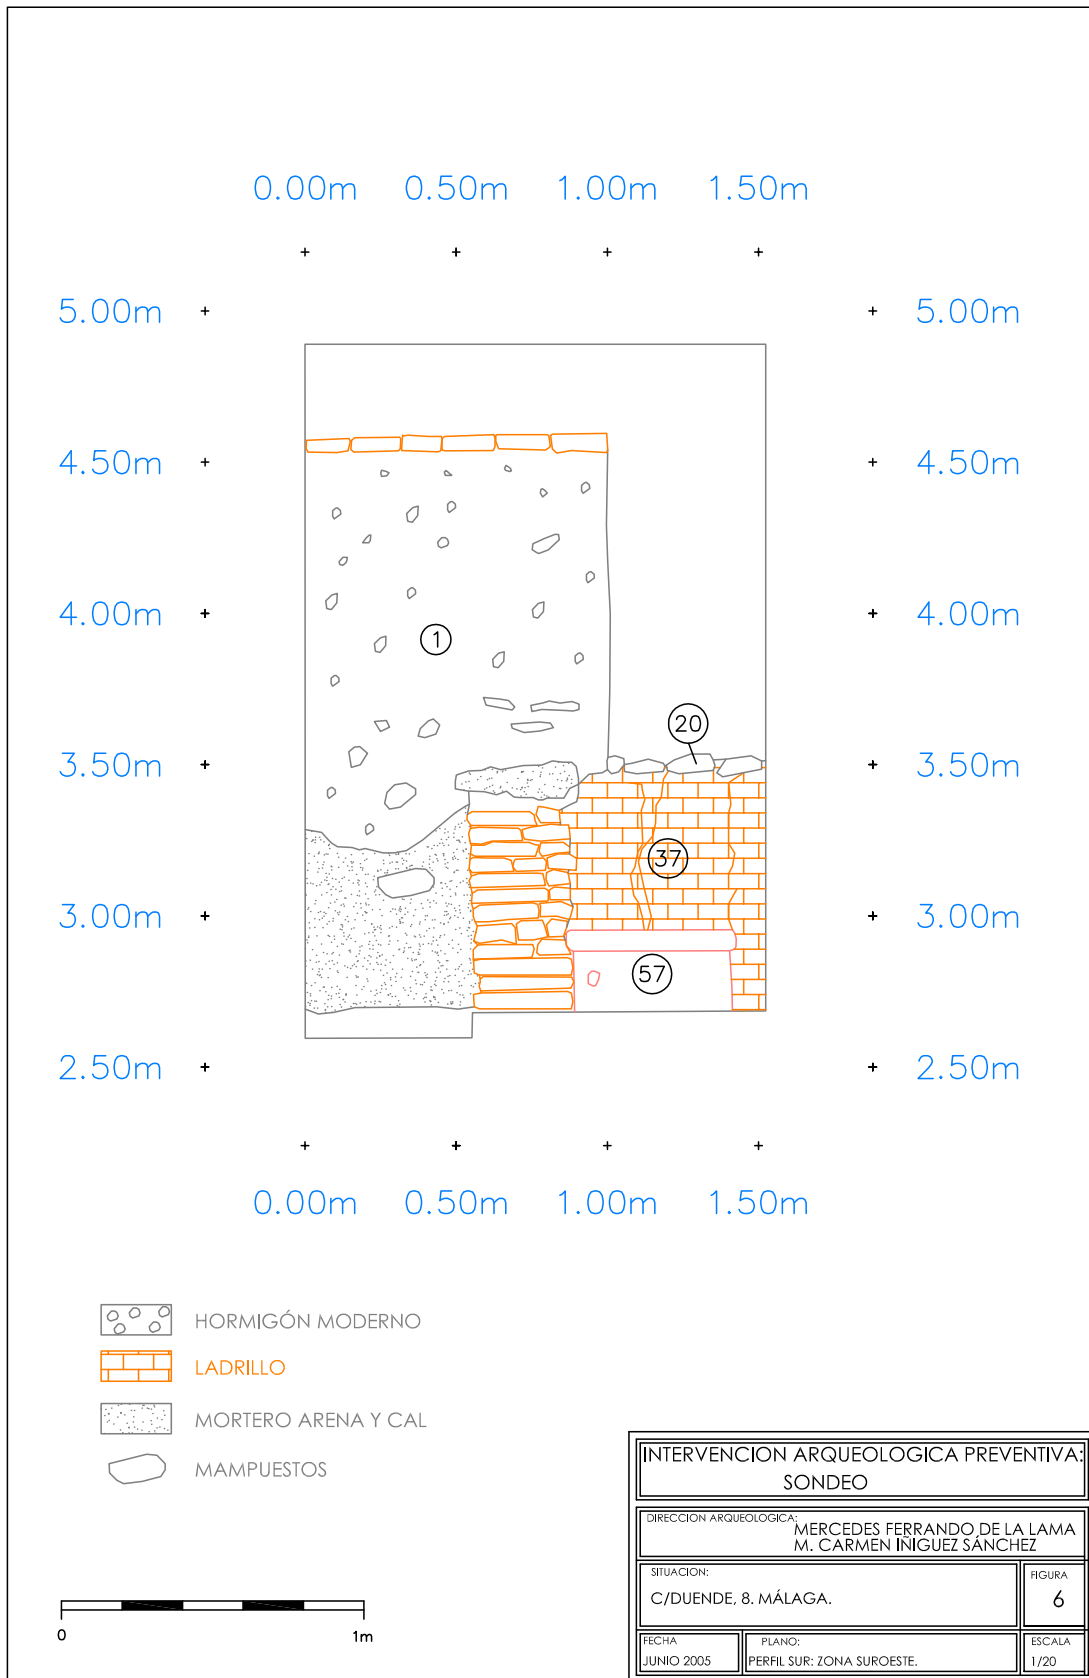 0.00m 0.50m 1.00m 1.50m
5.00m 5.00m
4.50m 4.50m
4.00m 4.00m
1
20
3.50m 3.50m
37
3.00m 3.00m
57
2.50m 2.50m
0.00m 0.50m 1.00m 1.50m
HORMIGÓN MODERNO
LADRILLO
MORTERO ARENA Y CAL
MAMPUESTOS
0 1m
INTERVENCION ARQUEOLOGICA PREVENTIVA:
SONDEO
DIRECCION ARQUEOLOGICA:
MERCEDES FERRANDO DE LA LAMA
M. CARMEN IÑIGUEZ SÁNCHEZ
SITUACION:
C/DUENDE, 8. MÁLAGA.
FIGURA
6
FECHA
JUNIO 2005
PLANO:
PERFIL SUR: ZONA SUROESTE.
ESCALA
1/20